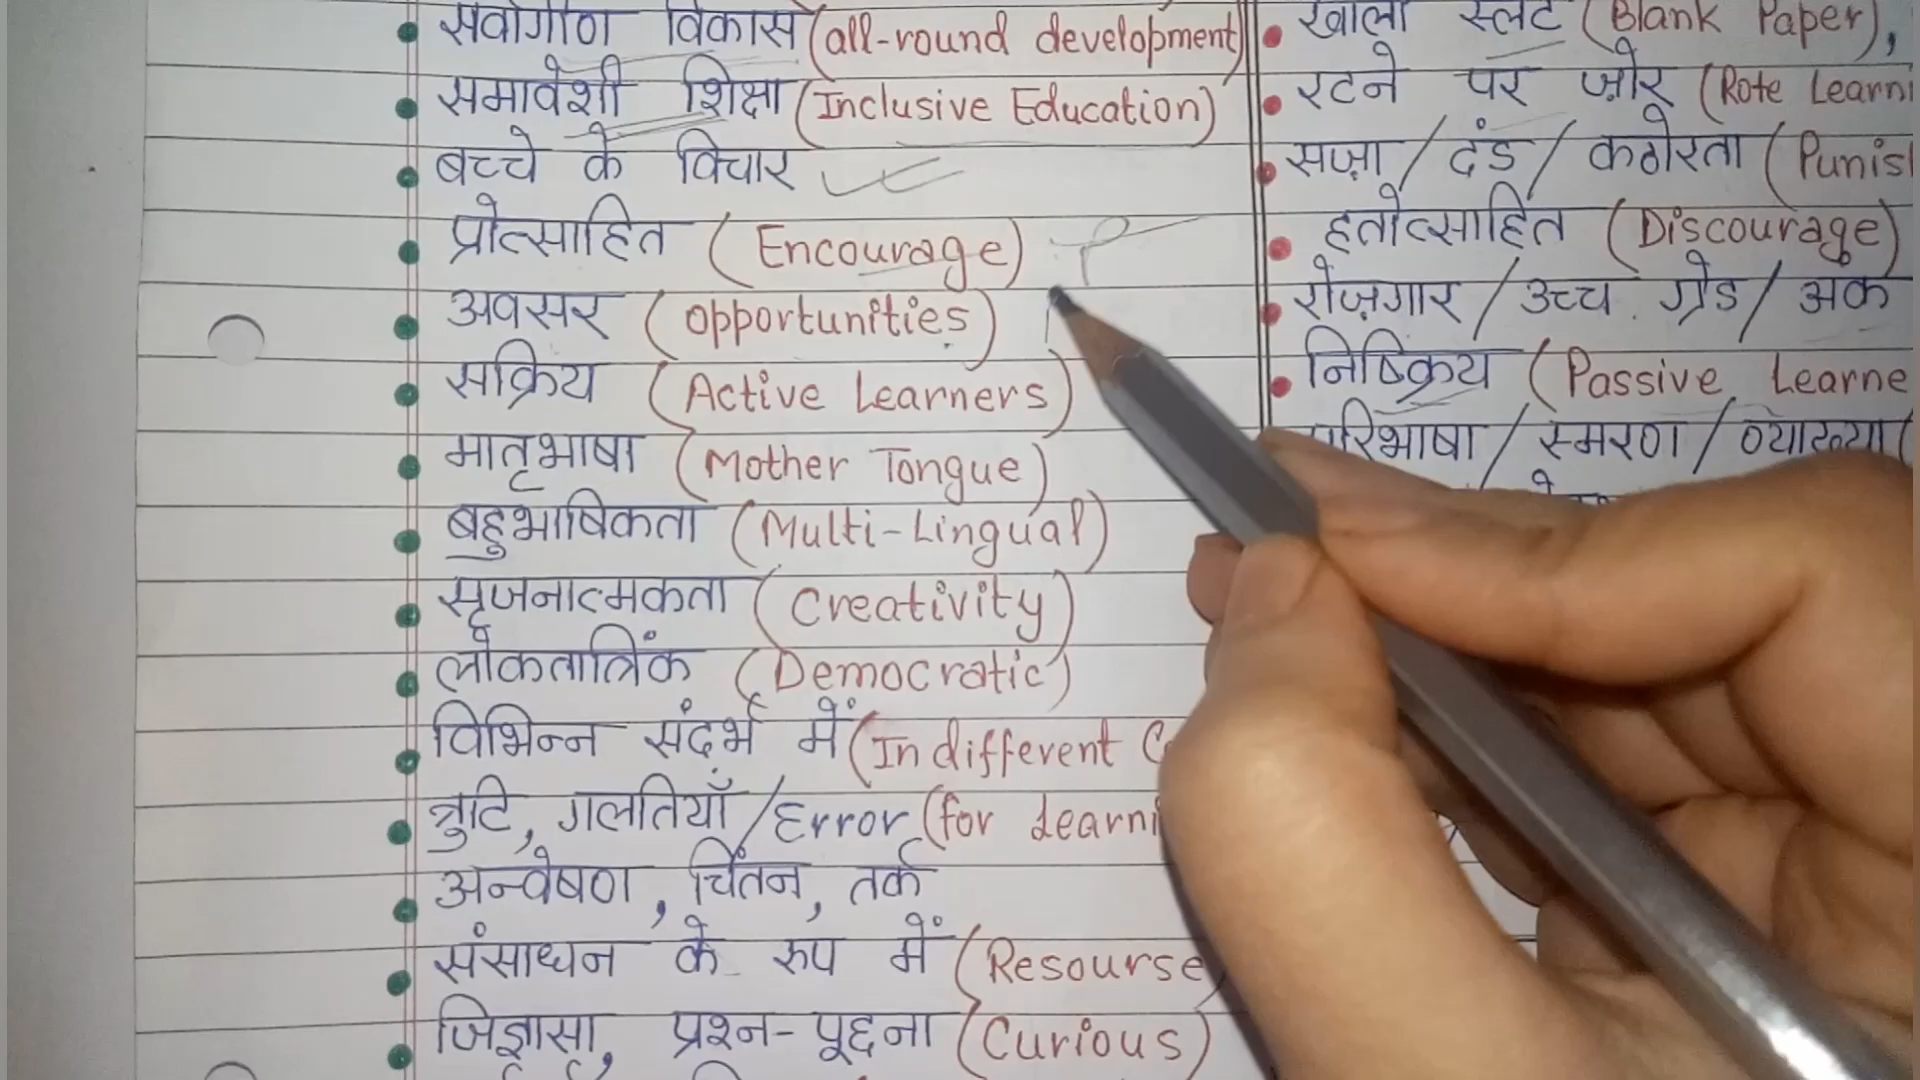 सर्वांगीण विकास (all-round development)
समावेशी शिक्षा (Inclusive Education)
बच्चे के विचार
प्रोत्साहित (Encourage)
अवसर (Opportunities)
सक्रिय (Active Learners)
मातृभाषा (Mother Tongue)
बहुभाषिकता (Multi-Lingual)
सृजनात्मकता (Creativity)
लोकतांत्रिक (Democratic)
विभिन्न संदर्भ में (In different
त्रुटि, गलतियाँ/Error (for Learni
अन्वेषण, चिंतन, तर्क
संसाधन के रुप में (Resourse
जिज्ञासा, प्रश्न-पूछना (Curious)
खाली स्लेट (Blank Paper),
रटने पर ज़ोर (Rote Learni
सज़ा / दंड / कठोरता (Punis
हतोत्साहित (Discourage)
रोज़गार / उच्च ग्रेड / अंक
निष्क्रिय (Passive Learne
परिभाषा / स्मरण / व्याख्या (